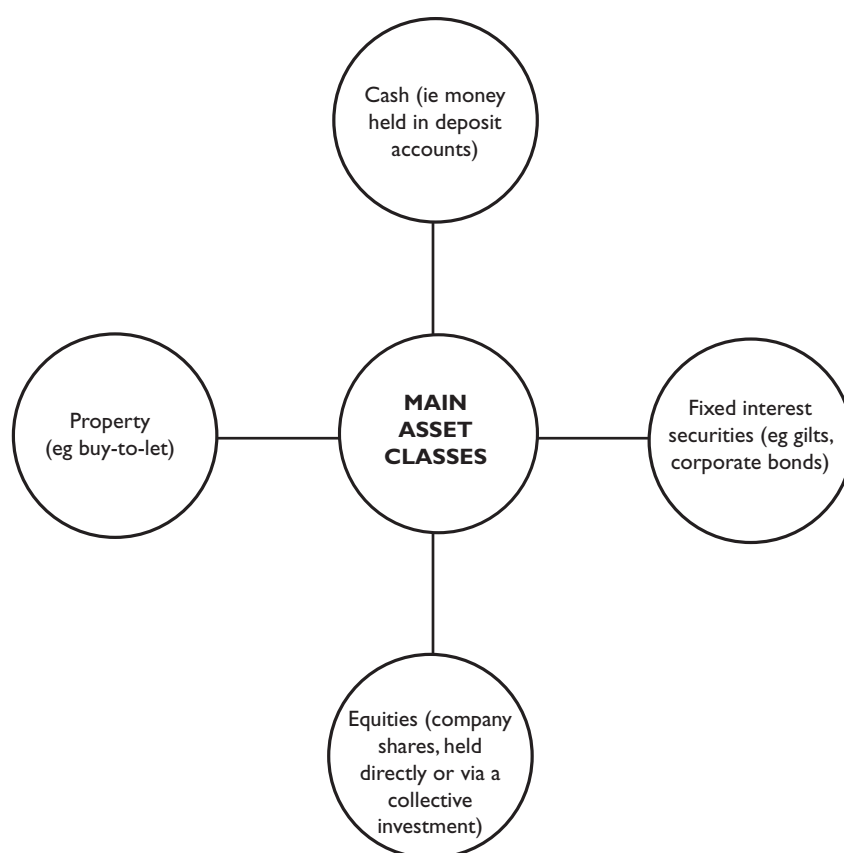 Cash (ie money
held in deposit
accounts)
Property
(eg buy-to-let)
MAIN
ASSET
CLASSES
Fixed interest
securities (eg gilts,
corporate bonds)
Equities (company
shares, held
directly or via a
collective
investment)